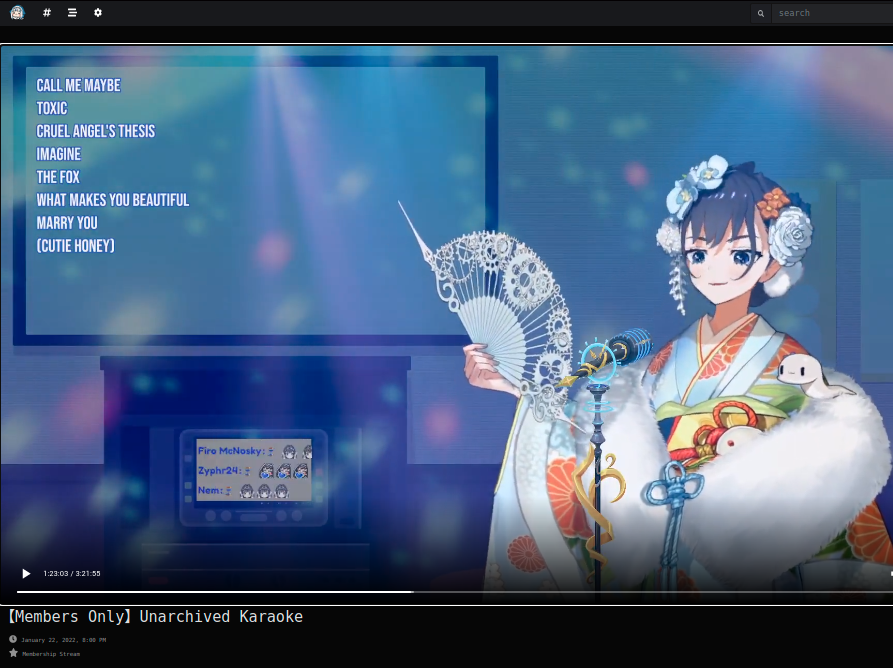 search
CALL ME MAYBE
TOXIC
CRUEL ANGEL'S THESIS
IMAGINE
THE FOX
WHAT MAKES YOU BEAUTIFUL
MARRY YOU
(CUTIE HONEY)
Firo McNosky:
Zyphr24:
Nem:
1:23:03 / 3:21:55
【Members Only】Unarchived Karaoke
January 22, 2022, 8:00 PM
Membership Stream